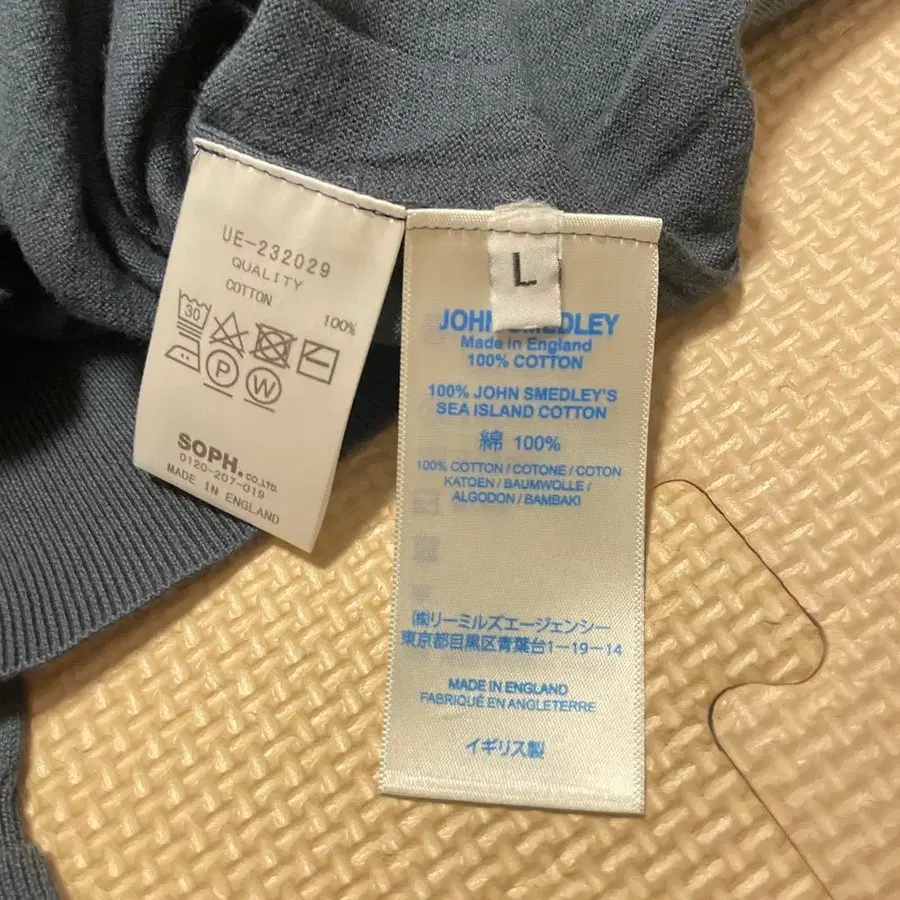 UE-232029
QUALITY
COTTON
100%
30
P W
SOPH.CO.,LTD.
0120-207-019
MADE IN ENGLAND
L
JOHN SMEDLEY
Made in England
100% COTTON
100% JOHN SMEDLEY'S
SEA ISLAND COTTON
綿 100%
100% COTTON / COTONE / COTON
KATOEN / BAUMWOLLE /
ALGODON / BAMBAKI
㈱リーミルズエージェンシー
東京都目黒区青葉台1-19-14
MADE IN ENGLAND
FABRIQUÉ EN ANGLETERRE
イギリス製